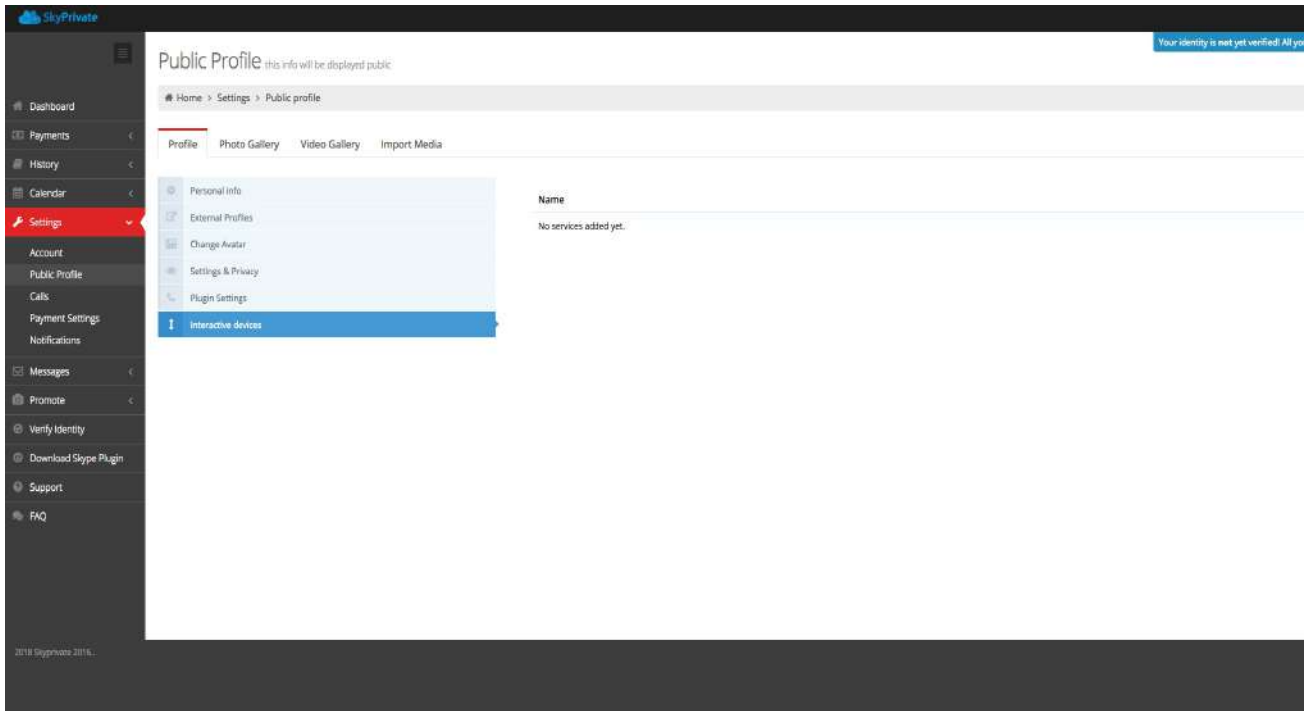 SkyPrivate
Your identity is not yet verified! All yo
Public Profile this info will be displayed public
Home > Settings > Public profile
Dashboard
Payments
History
Calendar
Settings
Account
Public Profile
Calls
Payment Settings
Notifications
Messages
Promote
Verify Identity
Download Skype Plugin
Support
FAQ
Profile Photo Gallery Video Gallery Import Media
Personal info
External Profiles
Change Avatar
Settings & Privacy
Plugin Settings
Interactive devices
Name
No services added yet.
2018 Skyprivate 2016.